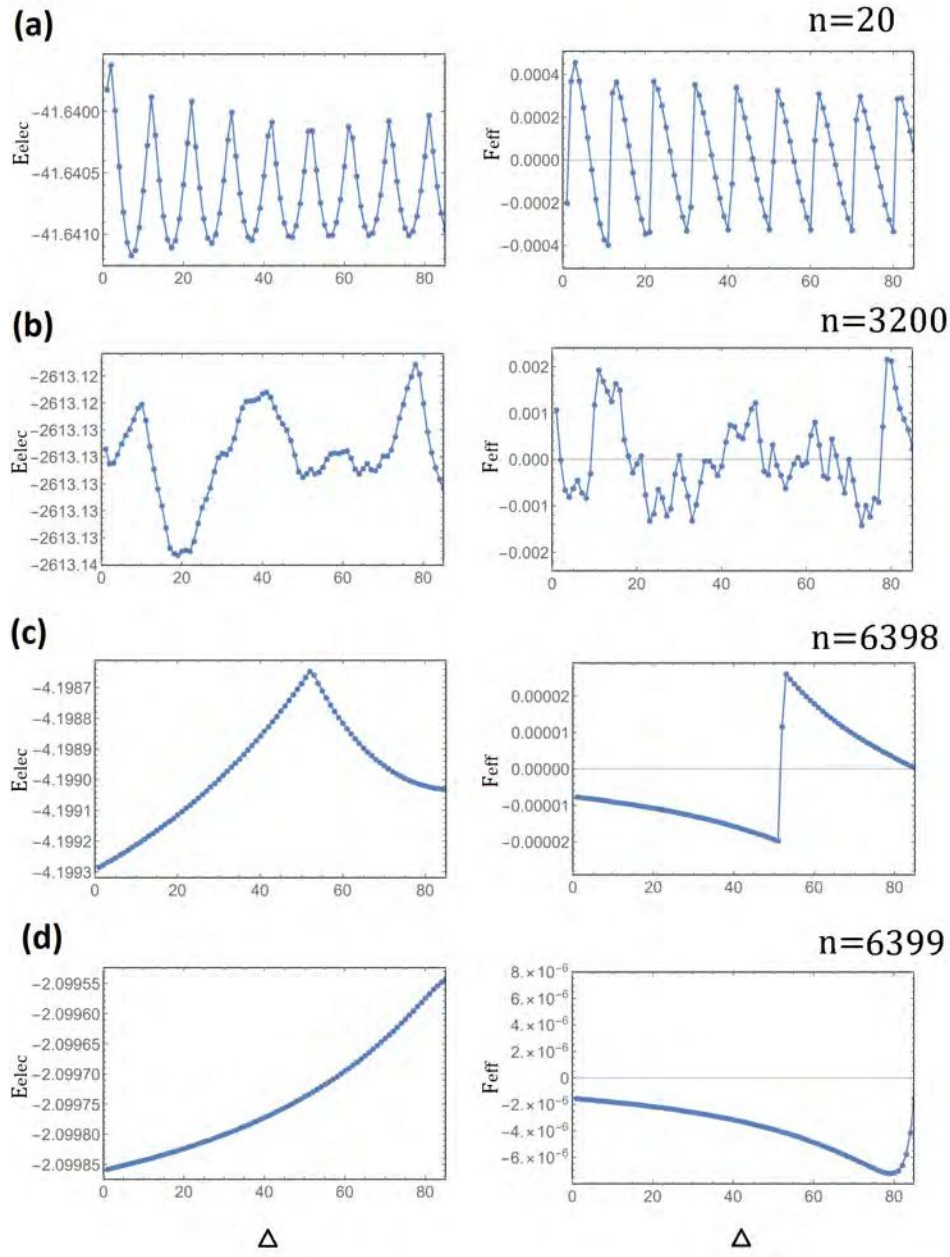 (a)
n=20
Eelec
-41.6400
-41.6405
-41.6410
0 20 40 60 80
Feff
0.0004
0.0002
0.0000
-0.0002
-0.0004
0 20 40 60 80
(b)
n=3200
Eelec
-2613.12
-2613.12
-2613.13
-2613.13
-2613.13
-2613.13
-2613.13
-2613.14
0 20 40 60 80
Feff
0.002
0.001
0.000
-0.001
-0.002
0 20 40 60 80
(c)
n=6398
Eelec
-4.1987
-4.1988
-4.1989
-4.1990
-4.1991
-4.1992
-4.1993
0 20 40 60 80
Feff
0.00002
0.00001
0.00000
-0.00001
-0.00002
0 20 40 60 80
(d)
n=6399
Eelec
-2.09955
-2.09960
-2.09965
-2.09970
-2.09975
-2.09980
-2.09985
0 20 40 60 80
Feff
8.×10⁻⁶
6.×10⁻⁶
4.×10⁻⁶
2.×10⁻⁶
0
-2.×10⁻⁶
-4.×10⁻⁶
-6.×10⁻⁶
0 20 40 60 80
Δ Δ